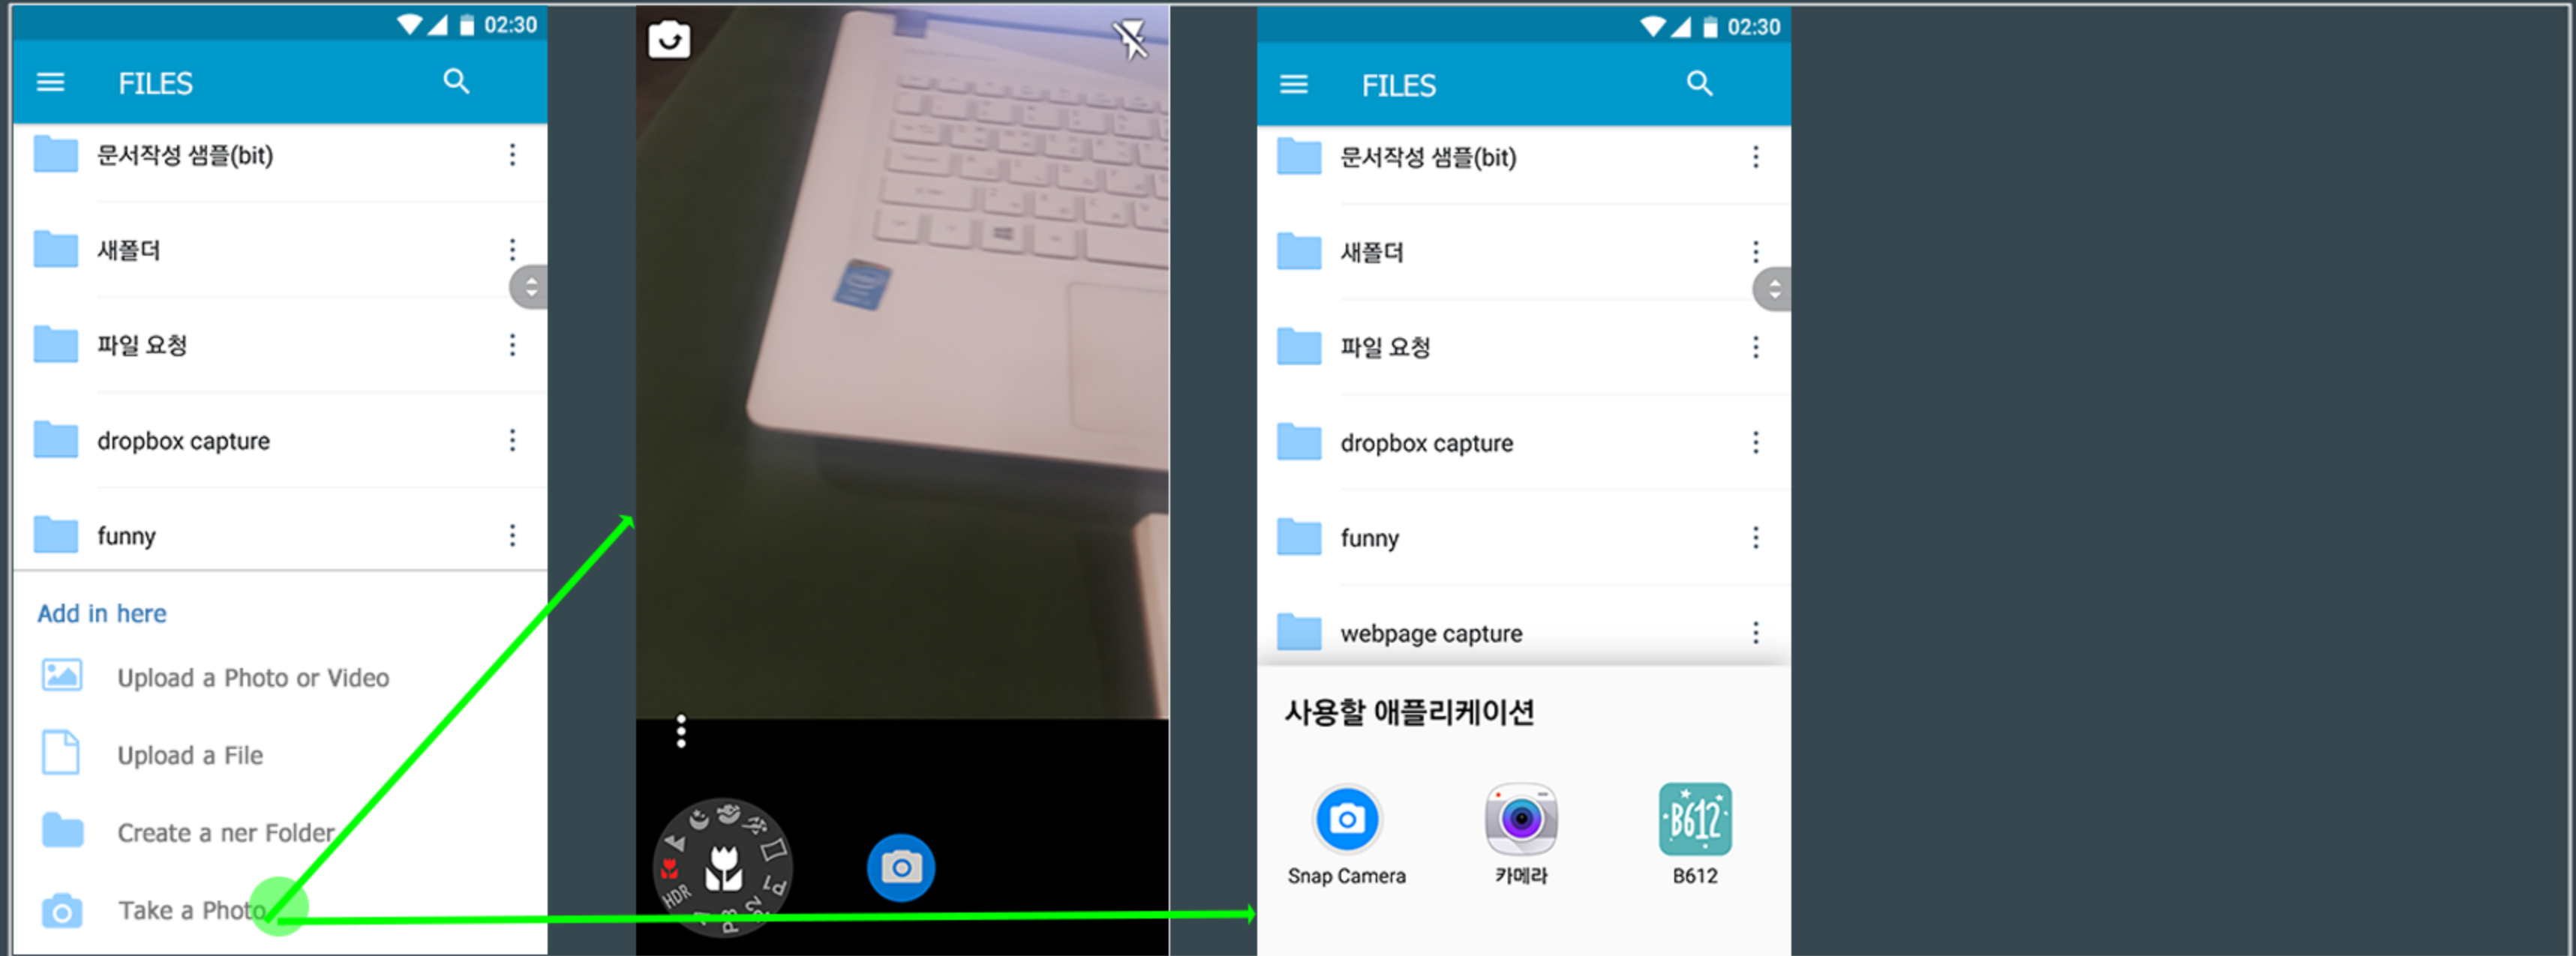 02:30
FILES
문서작성 샘플(bit)
새폴더
파일 요청
dropbox capture
funny
Add in here
Upload a Photo or Video
Upload a File
Create a ner Folder
Take a Photo
HDR
P1
P3
02:30
FILES
문서작성 샘플(bit)
새폴더
파일 요청
dropbox capture
funny
webpage capture
사용할 애플리케이션
Snap Camera
카메라
B612
B612